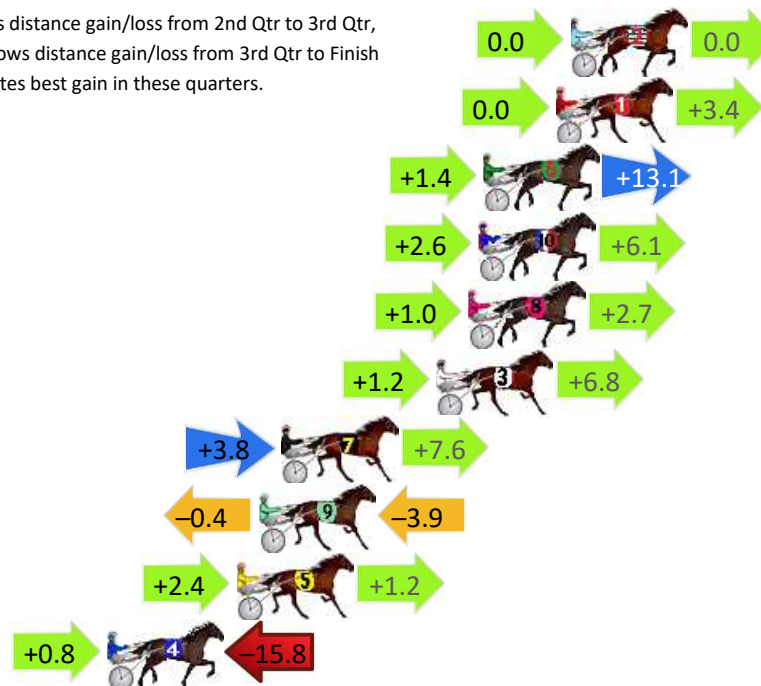 s distance gain/loss from 2nd Qtr to 3rd Qtr,
ows distance gain/loss from 3rd Qtr to Finish
tes best gain in these quarters.
0.0 2 0.0
0.0 1 +3.4
+1.4 6 +13.1
+2.6 10 +6.1
+1.0 8 +2.7
+1.2 3 +6.8
+3.8 7 +7.6
–0.4 9 –3.9
+2.4 5 +1.2
+0.8 4 –15.8